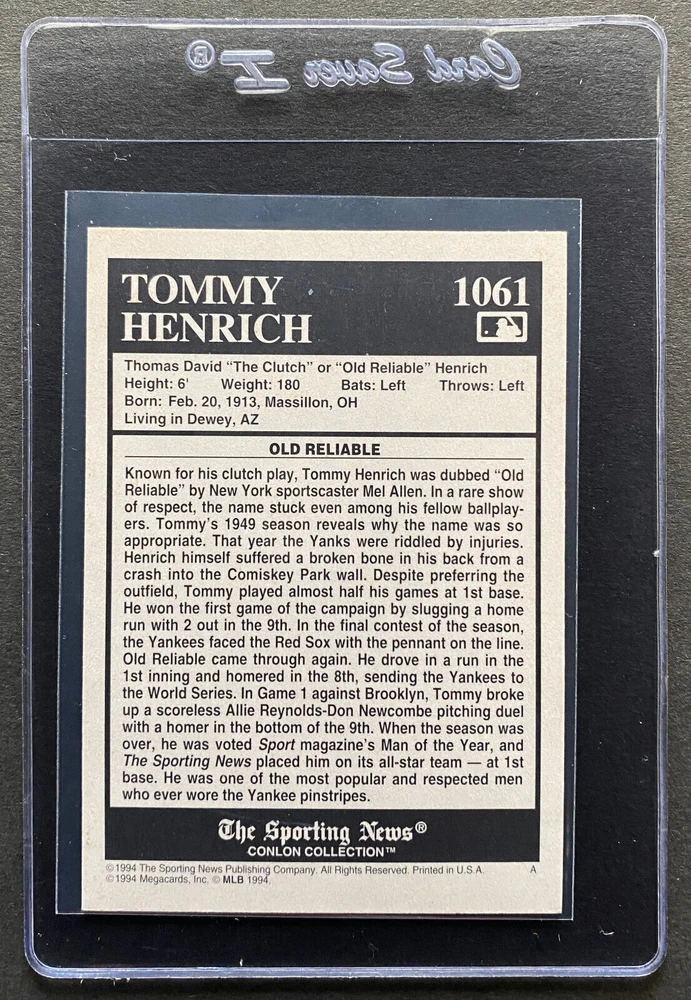 Card Saver I®
TOMMY 1061
HENRICH
Thomas David “The Clutch” or “Old Reliable” Henrich
Height: 6' Weight: 180 Bats: Left Throws: Left
Born: Feb. 20, 1913, Massillon, OH
Living in Dewey, AZ
OLD RELIABLE
Known for his clutch play, Tommy Henrich was dubbed “Old
Reliable” by New York sportscaster Mel Allen. In a rare show
of respect, the name stuck even among his fellow ballplay-
ers. Tommy’s 1949 season reveals why the name was so
appropriate. That year the Yanks were riddled by injuries.
Henrich himself suffered a broken bone in his back from a
crash into the Comiskey Park wall. Despite preferring the
outfield, Tommy played almost half his games at 1st base.
He won the first game of the campaign by slugging a home
run with 2 out in the 9th. In the final contest of the season,
the Yankees faced the Red Sox with the pennant on the line.
Old Reliable came through again. He drove in a run in the
1st inning and homered in the 8th, sending the Yankees to
the World Series. In Game 1 against Brooklyn, Tommy broke
up a scoreless Allie Reynolds-Don Newcombe pitching duel
with a homer in the bottom of the 9th. When the season was
over, he was voted Sport magazine’s Man of the Year, and
The Sporting News placed him on its all-star team — at 1st
base. He was one of the most popular and respected men
who ever wore the Yankee pinstripes.
The Sporting News®
CONLON COLLECTION™
©1994 The Sporting News Publishing Company. All Rights Reserved. Printed in U.S.A. A
©1994 Megacards, Inc. © MLB 1994